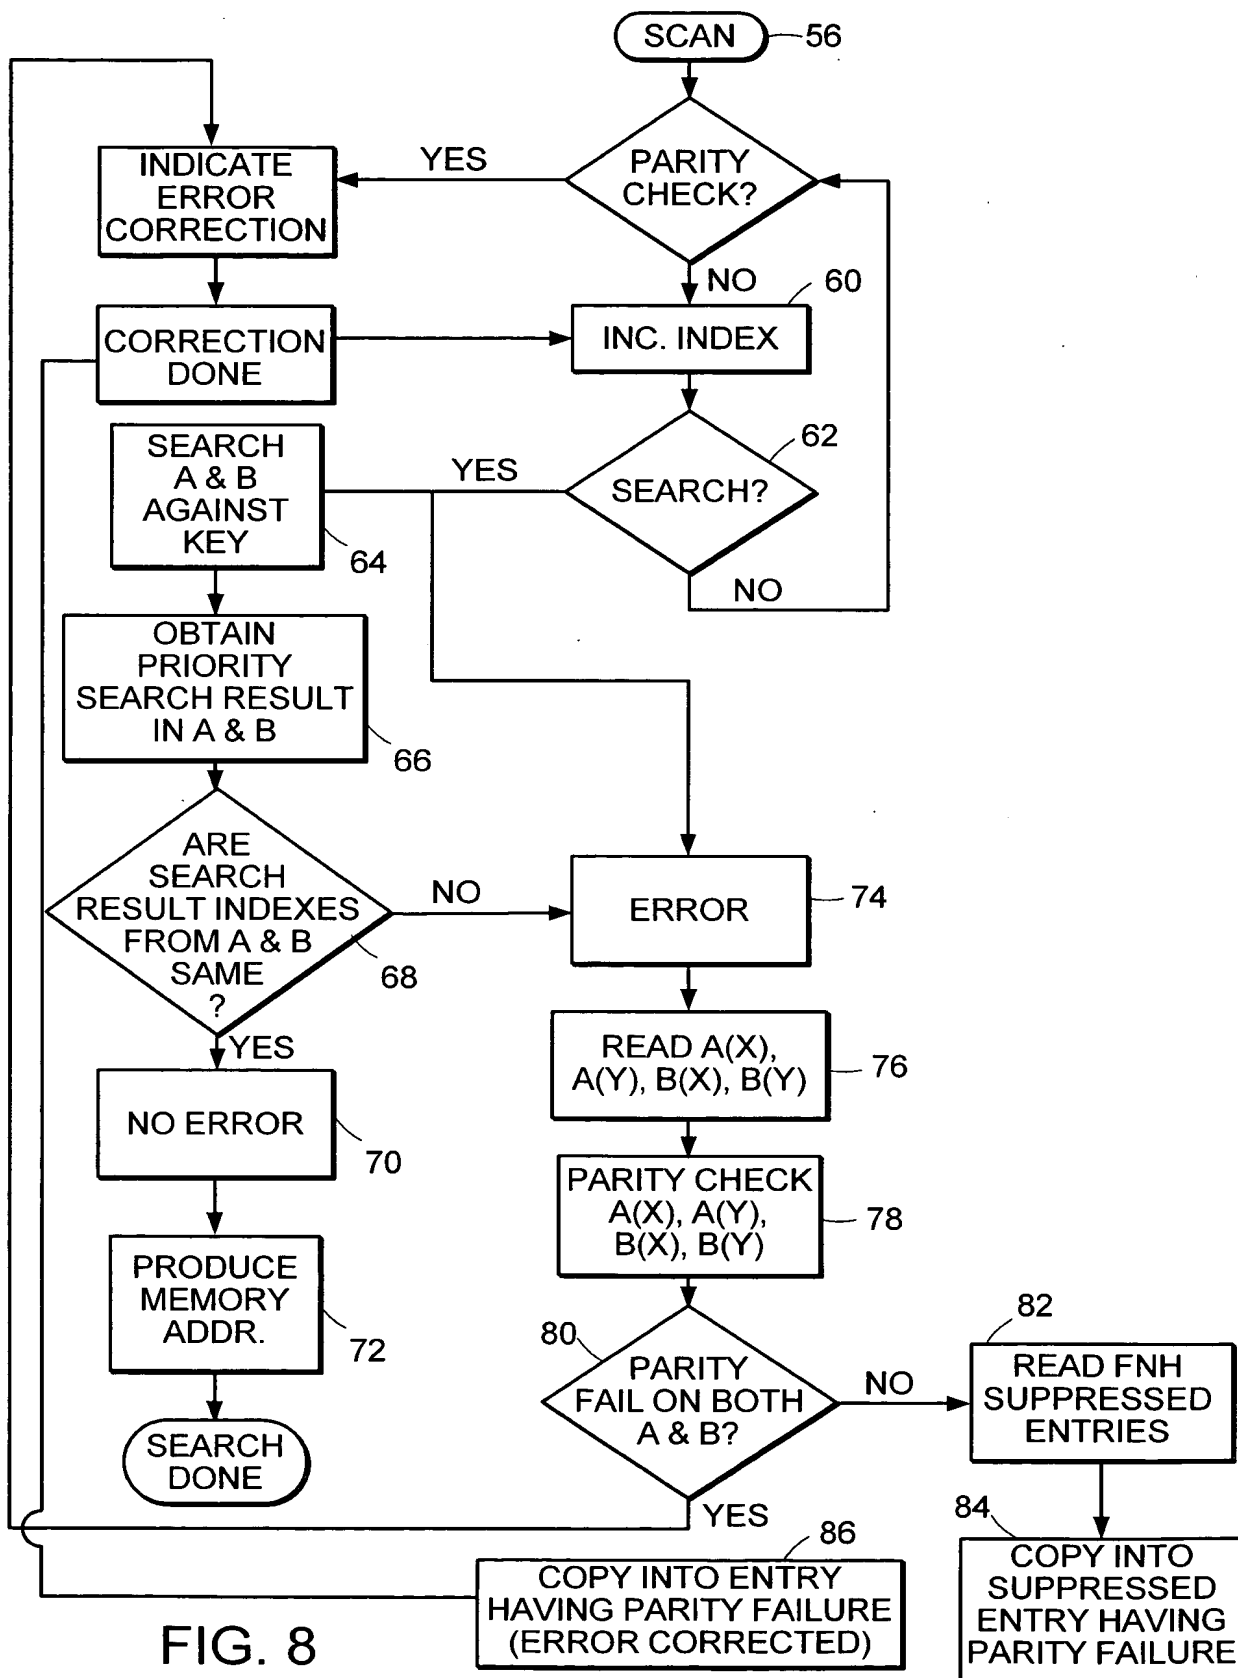 SCAN
56
PARITY
CHECK?
YES
INDICATE
ERROR
CORRECTION
NO
60
INC. INDEX
CORRECTION
DONE
62
SEARCH?
YES
NO
SEARCH
A & B
AGAINST
KEY
64
OBTAIN
PRIORITY
SEARCH RESULT
IN A & B
66
ARE
SEARCH
RESULT INDEXES
FROM A & B
SAME
?
68
NO
ERROR
74
YES
READ A(X),
A(Y), B(X), B(Y)
76
NO ERROR
70
PARITY CHECK
A(X), A(Y),
B(X), B(Y)
78
PRODUCE
MEMORY
ADDR.
72
80
PARITY
FAIL ON BOTH
A & B?
NO
82
READ FNH
SUPPRESSED
ENTRIES
SEARCH
DONE
YES
84
COPY INTO
SUPPRESSED
ENTRY HAVING
PARITY FAILURE
86
COPY INTO ENTRY
HAVING PARITY FAILURE
(ERROR CORRECTED)
FIG. 8